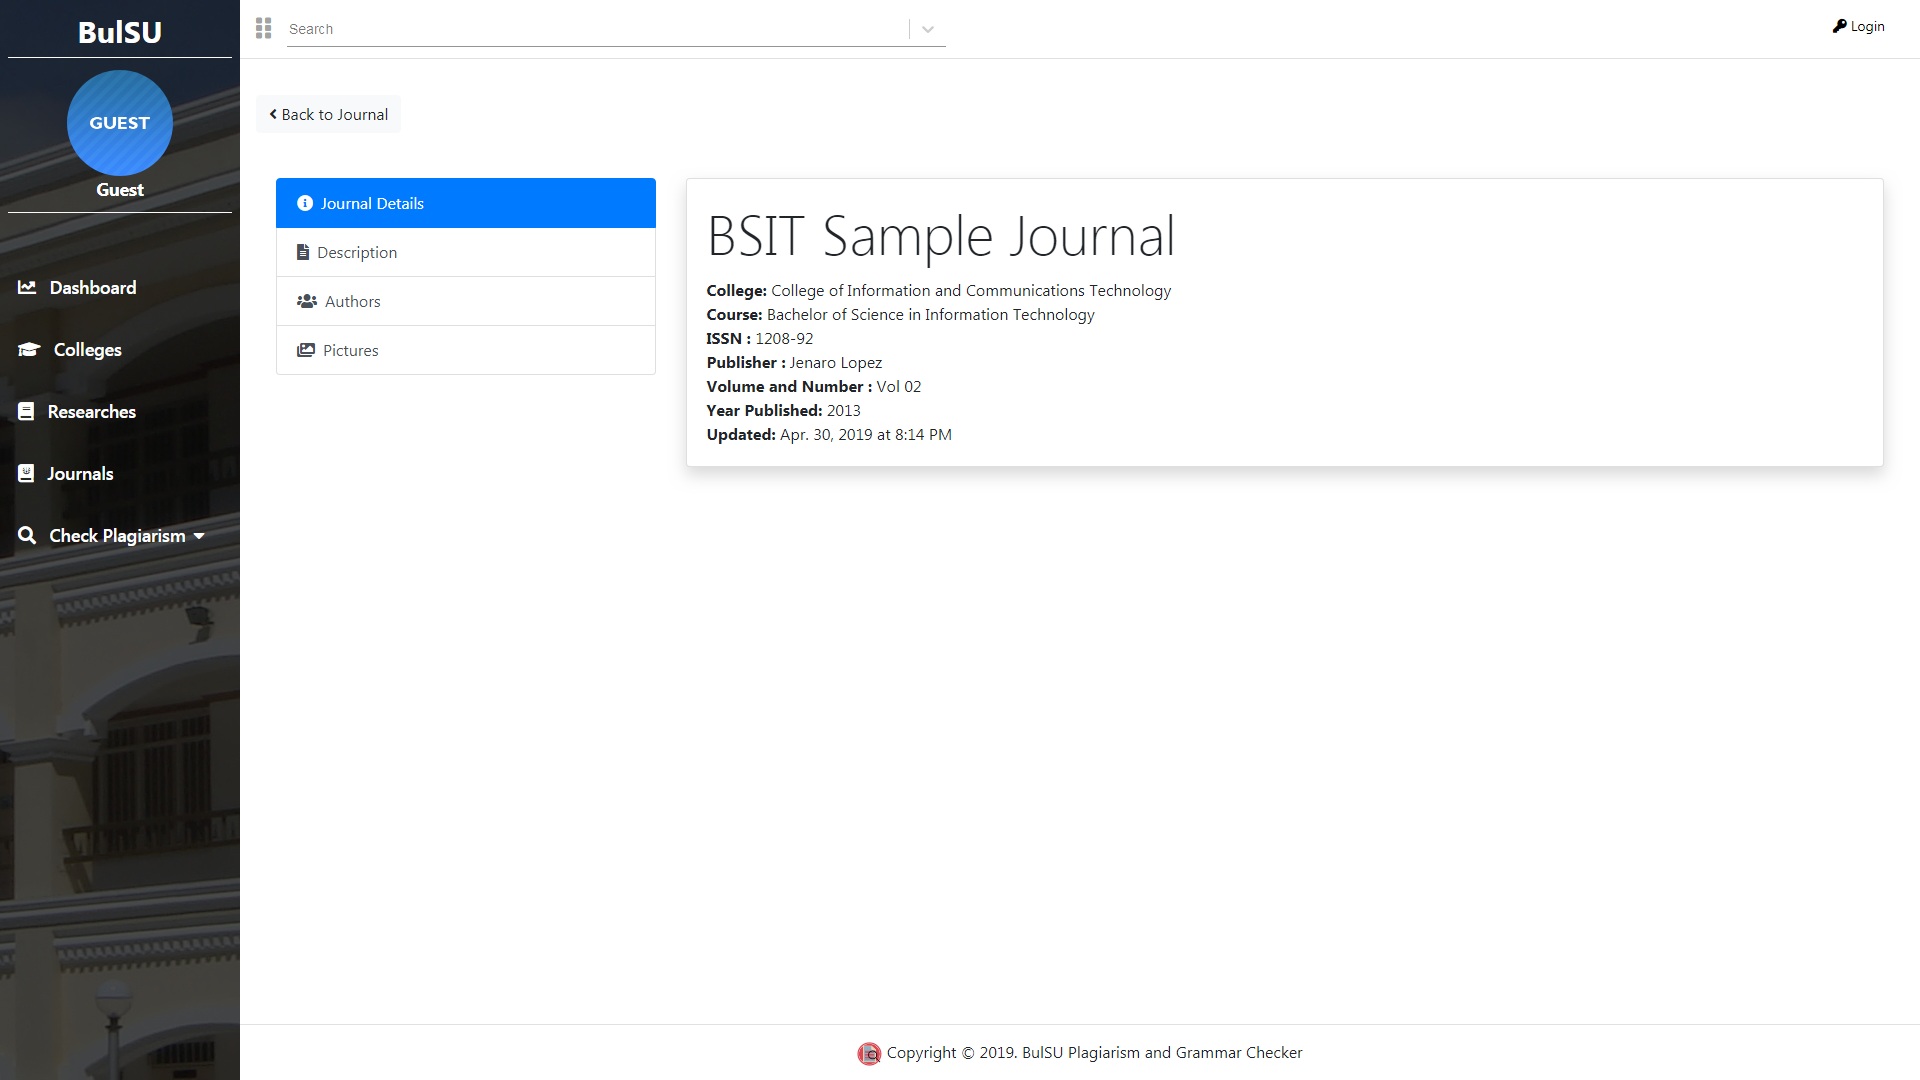 BulSU
GUEST
Guest
Dashboard
Colleges
Researches
Journals
Check Plagiarism
Search
Login
Back to Journal
Journal Details
Description
Authors
Pictures
BSIT Sample Journal
College: College of Information and Communications Technology
Course: Bachelor of Science in Information Technology
ISSN : 1208-92
Publisher : Jenaro Lopez
Volume and Number : Vol 02
Year Published: 2013
Updated: Apr. 30, 2019 at 8:14 PM
Copyright © 2019. BulSU Plagiarism and Grammar Checker